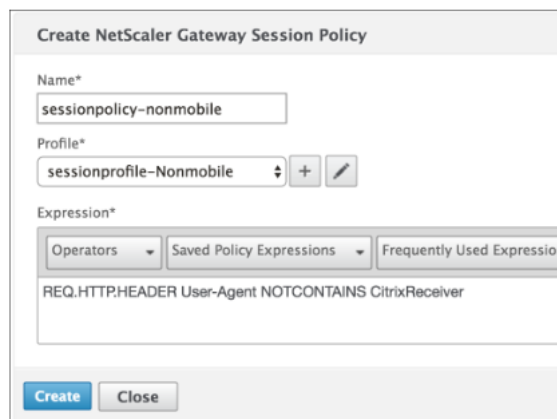 Create NetScaler Gateway Session Policy
Name*
sessionpolicy-nonmobile
Profile*
sessionprofile-Nonmobile
+
Expression*
Operators Saved Policy Expressions Frequently Used Expressio
REQ.HTTP.HEADER User-Agent NOTCONTAINS CitrixReceiver
Create Close